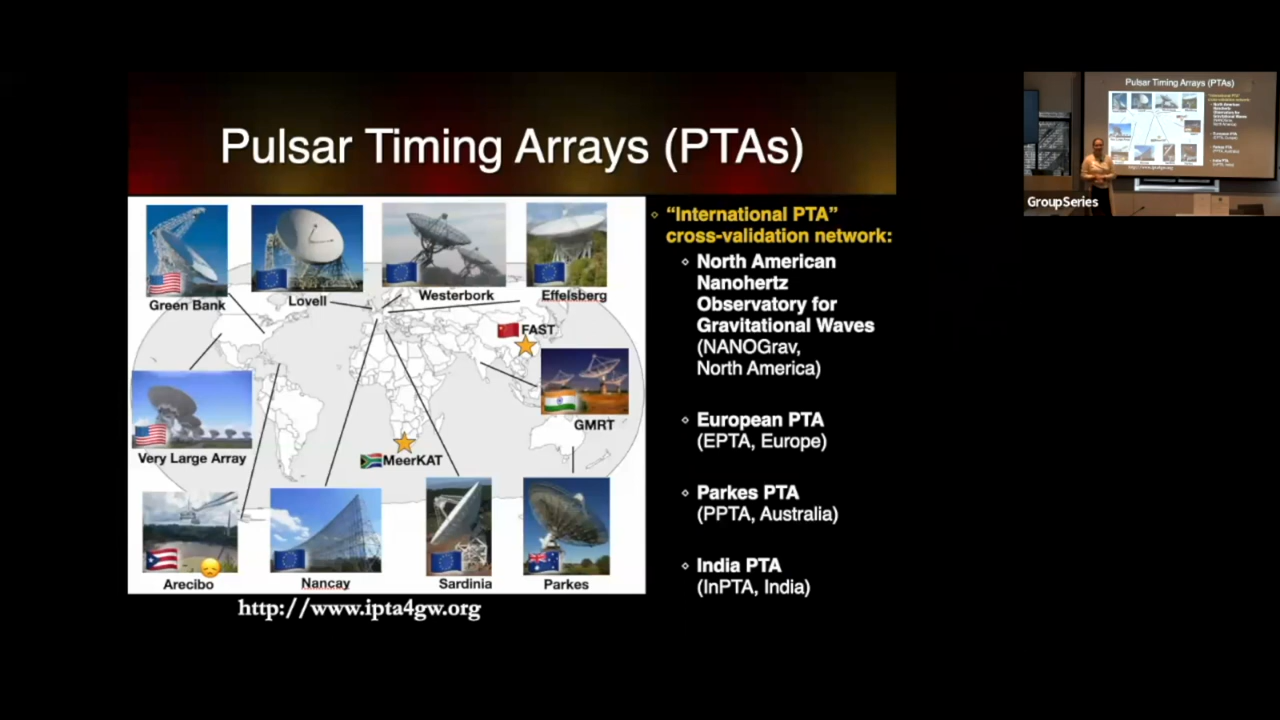 Pulsar Timing Arrays (PTAs)
Green Bank
Lovell
Westerbork
Effelsberg
FAST
GMRT
Very Large Array
MeerKAT
Arecibo
Nancay
Sardinia
Parkes
http://www.ipta4gw.org
“International PTA”
cross-validation network:
North American
Nanohertz
Observatory for
Gravitational Waves
(NANOGrav,
North America)
European PTA
(EPTA, Europe)
Parkes PTA
(PPTA, Australia)
India PTA
(InPTA, India)
Pulsar Timing Arrays (PTAs)
GroupSeries